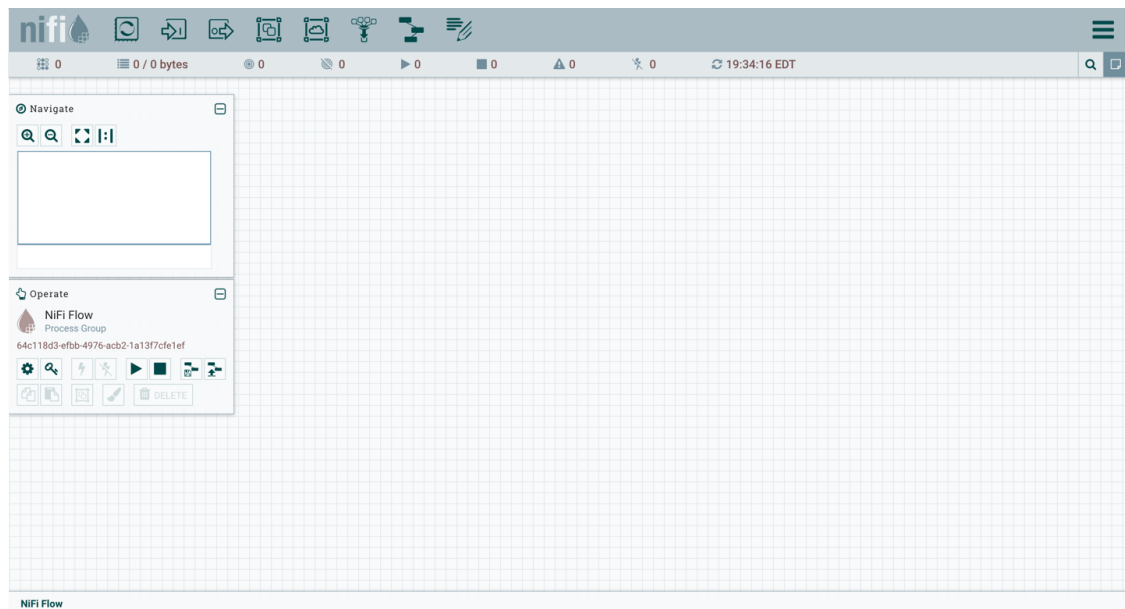 nifi
0 0 / 0 bytes 0 0 0 0 0 0 19:34:16 EDT
Navigate
Operate
NiFi Flow
Process Group
64c118d3-efbb-4976-acb2-1a13f7cfe1ef
DELETE
NiFi Flow